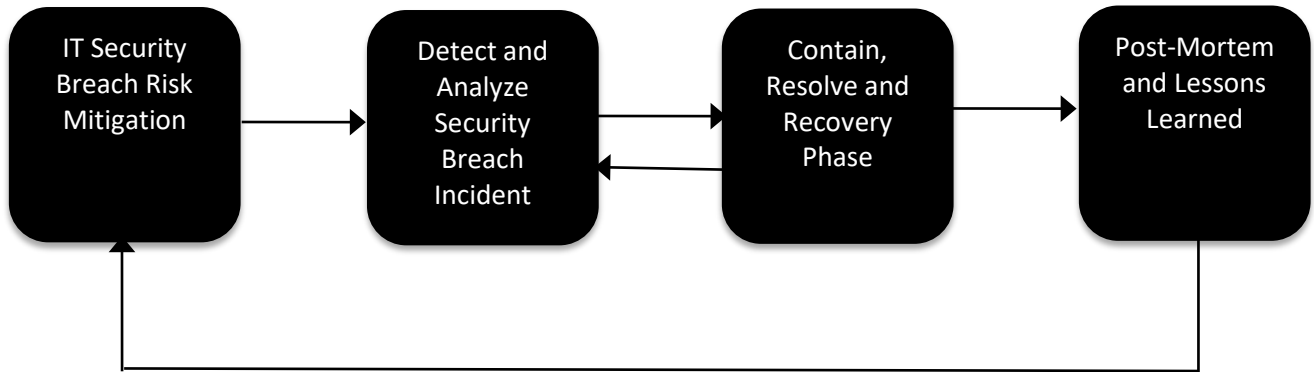 IT Security
Breach Risk
Mitigation
Detect and
Analyze
Security
Breach
Incident
Contain,
Resolve and
Recovery
Phase
Post-Mortem
and Lessons
Learned